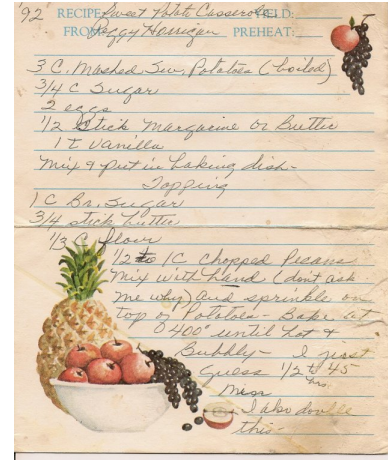 92 RECIPE: Sweet Potato Casserole YIELD:
FROM: Peggy Horrigan PREHEAT:
3 C. Mashed Sw. Potatoes (boiled)
3/4 C Sugar
2 eggs
1/2 Stick Margarine or Butter
1 t vanilla
Mix & put in baking dish-
Topping
1 C Br. Sugar
3/4 stick butter
1/3 C flour
1/2 to 1C Chopped Pecans
Mix with hand (don't ask
me why) and sprinkle on
top of Potatoes - Bake at
400° until hot &
Bubbly - I just
Guess 1/2 to 45
Min
I also double
this-